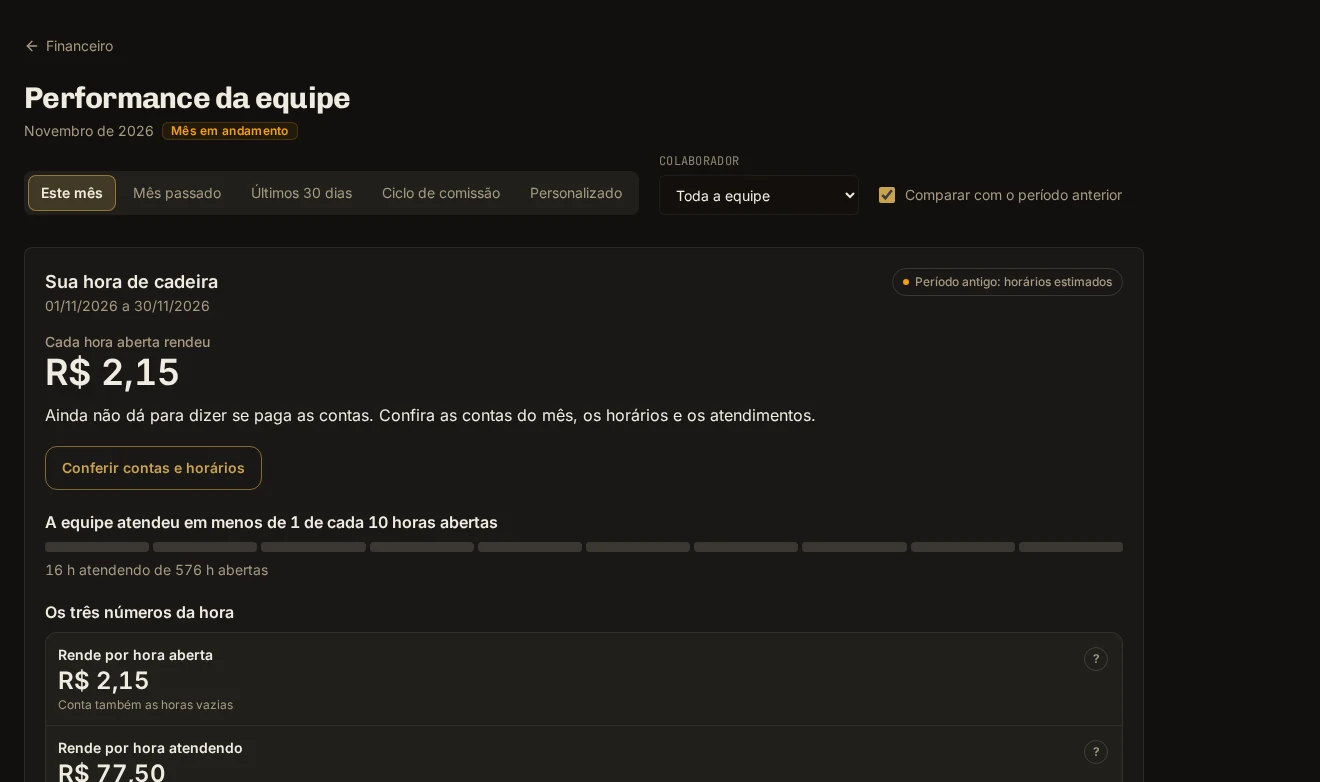 Financeiro
Performance da equipe
Novembro de 2026 Mês em andamento
COLABORADOR
Este mês Mês passado Últimos 30 dias Ciclo de comissão Personalizado Toda a equipe Comparar com o período anterior
Sua hora de cadeira Período antigo: horários estimados
01/11/2026 a 30/11/2026
Cada hora aberta rendeu
R$ 2,15
Ainda não dá para dizer se paga as contas. Confira as contas do mês, os horários e os atendimentos.
Conferir contas e horários
A equipe atendeu em menos de 1 de cada 10 horas abertas
16 h atendendo de 576 h abertas
Os três números da hora
Rende por hora aberta ?
R$ 2,15
Conta também as horas vazias
Rende por hora atendendo ?
R$ 77,50